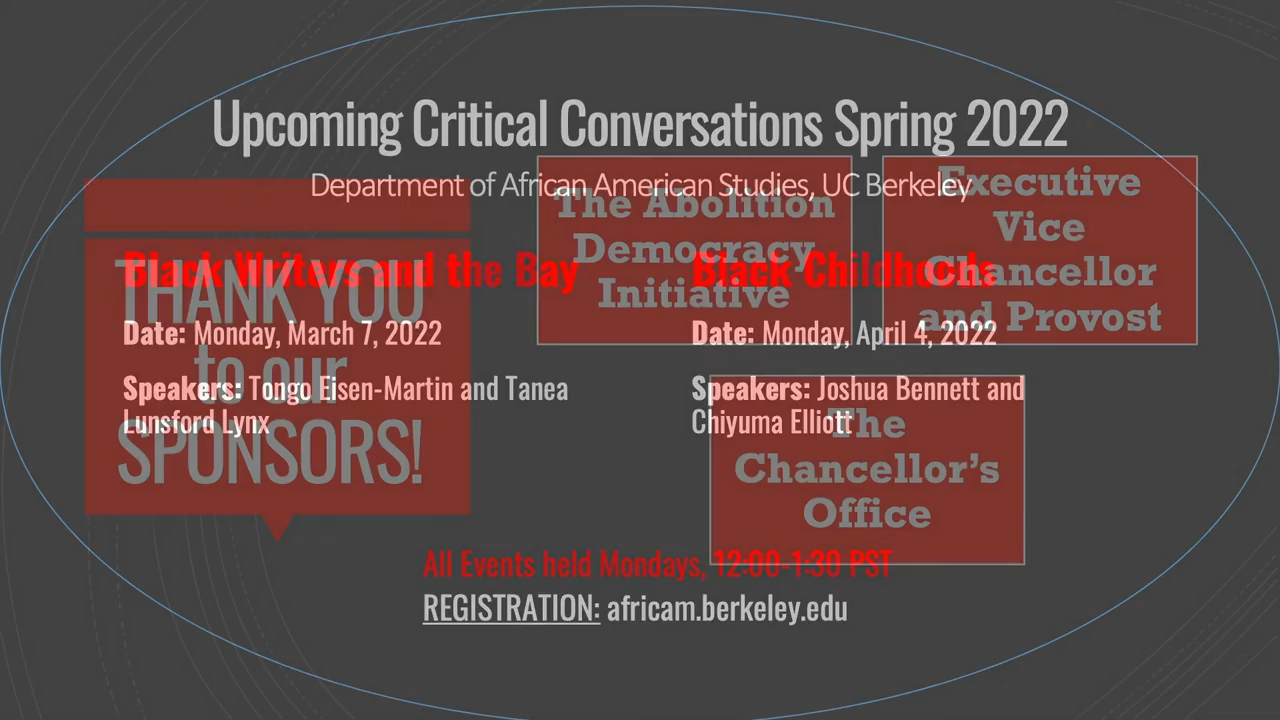 Upcoming Critical Conversations Spring 2022
Department of African American Studies, UC Berkeley
Black Writers and the Bay
Date: Monday, March 7, 2022
Speakers: Tongo Eisen-Martin and Tanea
Lunsford Lynx
Black Childhoods
Date: Monday, April 4, 2022
Speakers: Joshua Bennett and
Chiyuma Elliott
All Events held Mondays, 12:00-1:30 PST
REGISTRATION: africam.berkeley.edu
THANK YOU
to our
SPONSORS!
The Abolition
Democracy
Initiative
Executive
Vice
Chancellor
and Provost
The
Chancellor's
Office